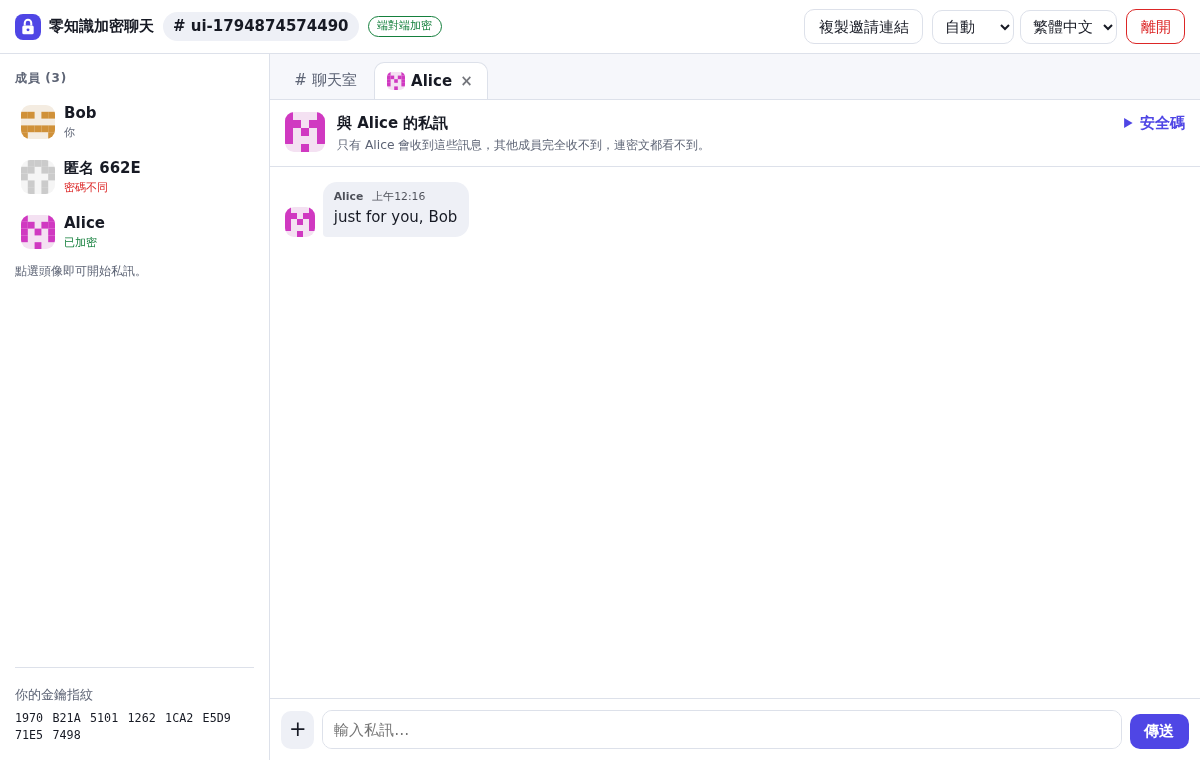 零知識加密聊天
# ui-1794874574490
端對端加密
複製邀請連結
自動
繁體中文
離開
成員 (3)
Bob
你
匿名 662E
密碼不同
Alice
已加密
點選頭像即可開始私訊。
你的金鑰指紋
1970 B21A 5101 1262 1CA2 E5D9
71E5 7498
# 聊天室
Alice ×
與 Alice 的私訊
只有 Alice 會收到這些訊息，其他成員完全收不到，連密文都看不到。
▶ 安全碼
Alice 上午12:16
just for you, Bob
+
輸入私訊…
傳送